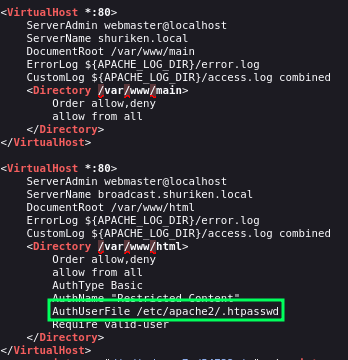 <VirtualHost *:80>
ServerAdmin webmaster@localhost
ServerName shuriken.local
DocumentRoot /var/www/main
ErrorLog ${APACHE_LOG_DIR}/error.log
CustomLog ${APACHE_LOG_DIR}/access.log combined
<Directory /var/www/main>
Order allow,deny
allow from all
</Directory>
</VirtualHost>
<VirtualHost *:80>
ServerAdmin webmaster@localhost
ServerName broadcast.shuriken.local
DocumentRoot /var/www/html
ErrorLog ${APACHE_LOG_DIR}/error.log
CustomLog ${APACHE_LOG_DIR}/access.log combined
<Directory /var/www/html>
Order allow,deny
allow from all
AuthType Basic
AuthName "Restricted Content"
AuthUserFile /etc/apache2/.htpasswd
Require valid-user
</Directory>
</VirtualHost>